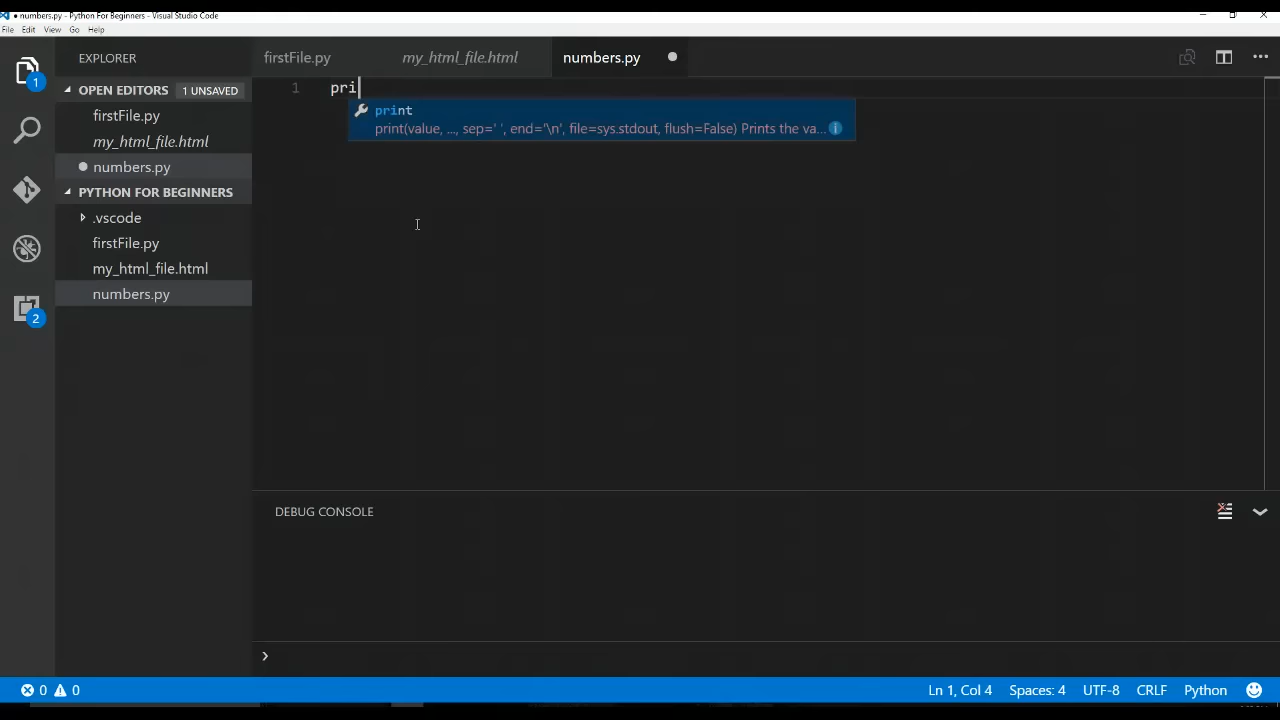 numbers.py - Python For Beginners - Visual Studio Code
File Edit View Go Help
EXPLORER
firstFile.py
my_html_file.html
numbers.py
OPEN EDITORS 1 UNSAVED
firstFile.py
my_html_file.html
numbers.py
PYTHON FOR BEGINNERS
.vscode
firstFile.py
my_html_file.html
numbers.py
1
2
1 pri
print
print(value, ..., sep=' ', end='\n', file=sys.stdout, flush=False) Prints the va...
DEBUG CONSOLE
0 0
Ln 1, Col 4 Spaces: 4 UTF-8 CRLF Python